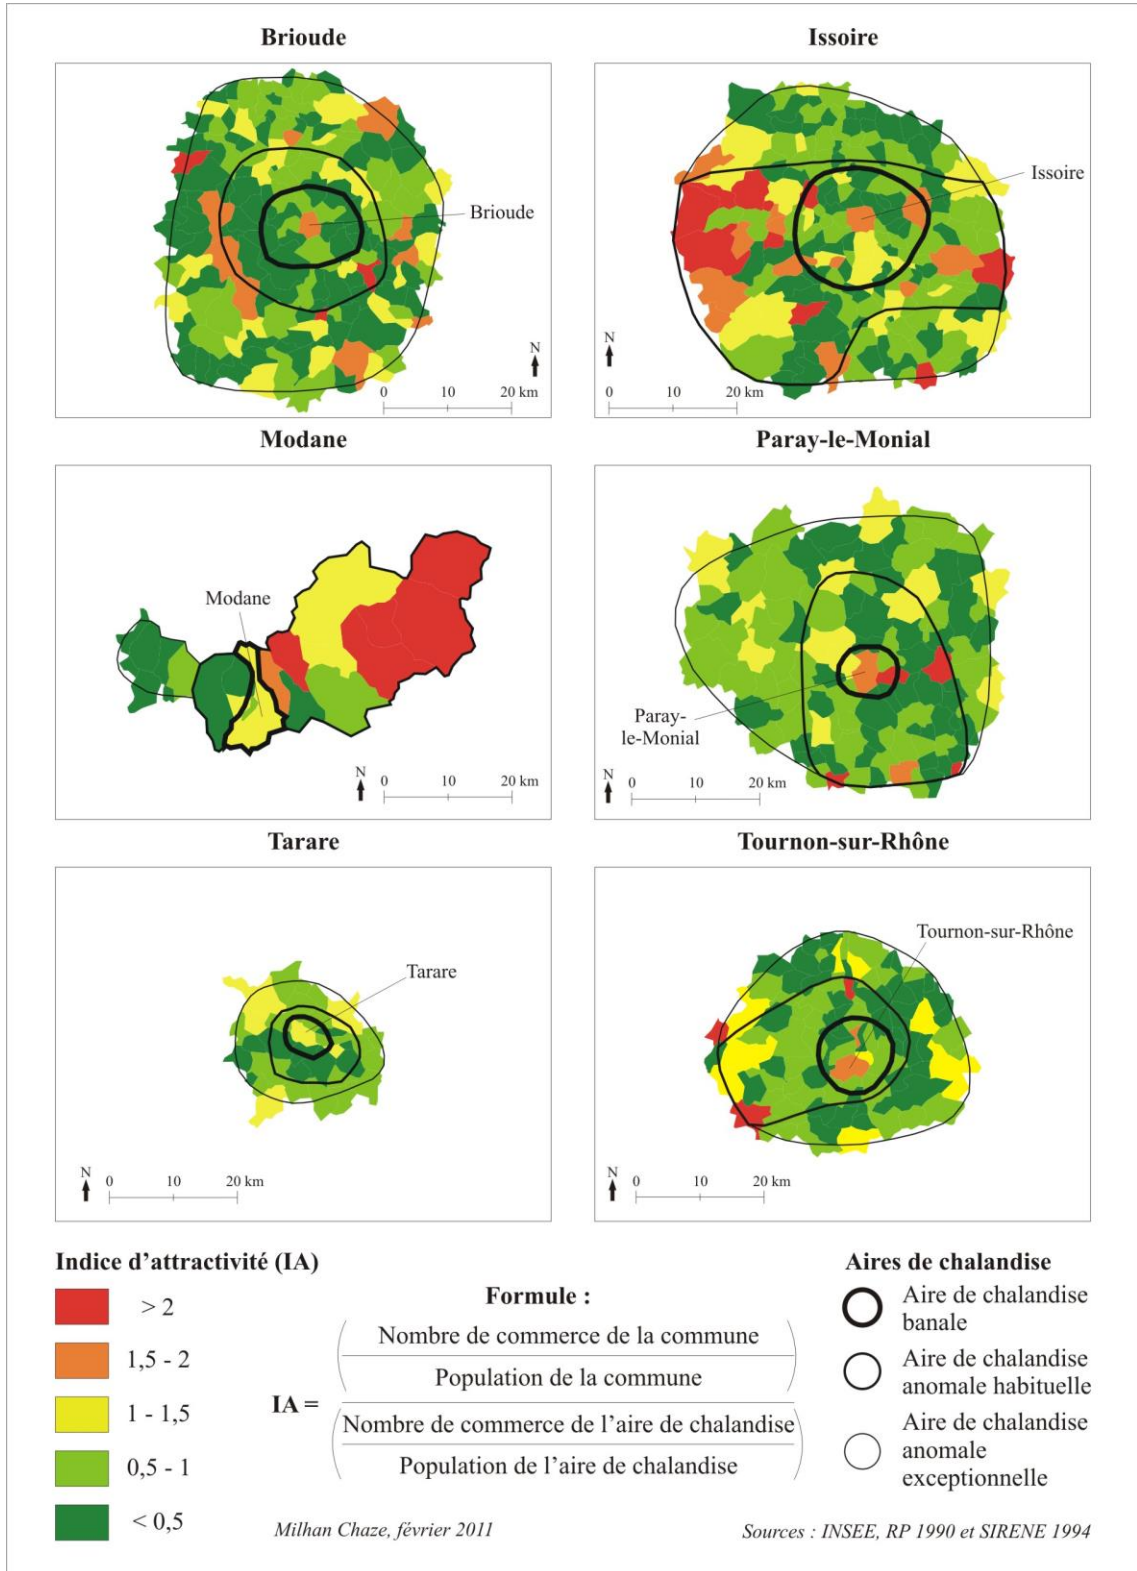 Brioude
Issoire
Brioude
Issoire
N
0 10 20 km
N
0 10 20 km
Modane
Paray-le-Monial
Modane
Paray-
le-Monial
N
0 10 20 km
N
0 10 20 km
Tarare
Tournon-sur-Rhône
Tarare
Tournon-sur-Rhône
N
0 10 20 km
N
0 10 20 km
Indice d'attractivité (IA)
> 2
1,5 - 2
1 - 1,5
0,5 - 1
< 0,5
Formule :
IA =
Nombre de commerce de la commune
Population de la commune
Nombre de commerce de l'aire de chalandise
Population de l'aire de chalandise
Aires de chalandise
Aire de chalandise
banale
Aire de chalandise
anomale habituelle
Aire de chalandise
anomale
exceptionnelle
Milhan Chaze, février 2011
Sources : INSEE, RP 1990 et SIRENE 1994